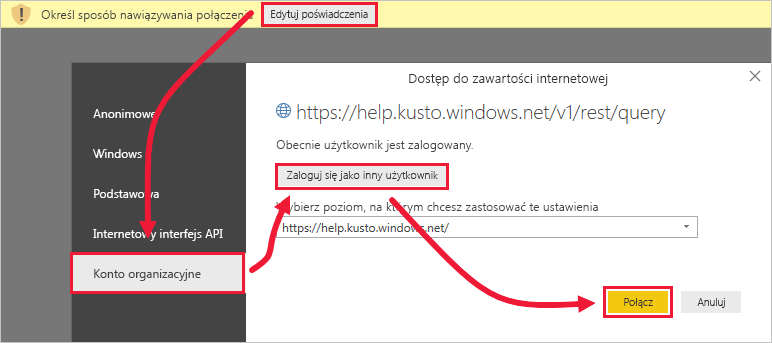 Określ sposób nawiązywania połączenia
Edytuj poświadczenia
Dostęp do zawartości internetowej
Anonimowe
Windows
Podstawowa
Internetowy interfejs API
Konto organizacyjne
https://help.kusto.windows.net/v1/rest/query
Obecnie użytkownik jest zalogowany.
Zaloguj się jako inny użytkownik
Wybierz poziom, na którym chcesz zastosować te ustawienia
https://help.kusto.windows.net/
Połącz
Anuluj